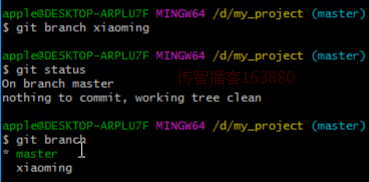 apple@DESKTOP-ARPLU7F MINGW64 /d/my_project (master)
$ git branch xiaoming
apple@DESKTOP-ARPLU7F MINGW64 /d/my_project (master)
$ git status
On branch master
nothing to commit, working tree clean
传智播客163880
apple@DESKTOP-ARPLU7F MINGW64 /d/my_project (master)
$ git branch
* master
xiaoming